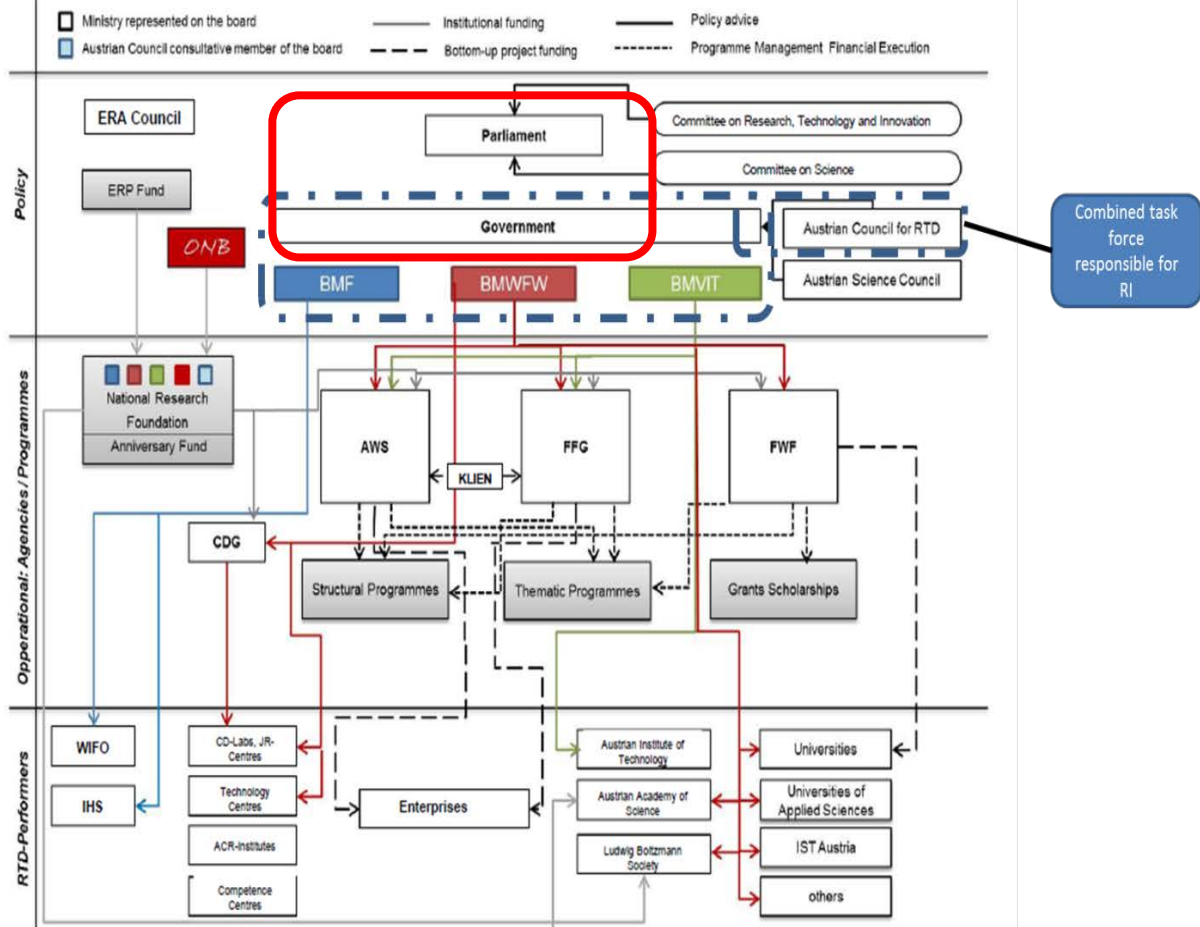 Ministry represented on the board
Institutional funding
Policy advice
Austrian Council consultative member of the board
Bottom-up project funding
Programme Management Financial Execution
Policy
ERA Council
Parliament
Committee on Research, Technology and Innovation
Committee on Science
ERP Fund
ONB
Government
Austrian Council for RTD
Austrian Science Council
Combined task
force
responsible for
RI
BMF
BMWFW
BMVIT
Opperational: Agencies / Programmes
National Research
Foundation
Anniversary Fund
AWS
KLIEN
FFG
FWF
CDG
Structural Programmes
Thematic Programmes
Grants Scholarships
RTD-Performers
WIFO
IHS
CD-Labs, JR-
Centres
Technology
Centres
ACR-Institutes
Competence
Centres
Enterprises
Austrian Institute of
Technology
Austrian Academy of
Science
Ludwig Boltzmann
Society
Universities
Universities of
Applied Sciences
IST Austria
others